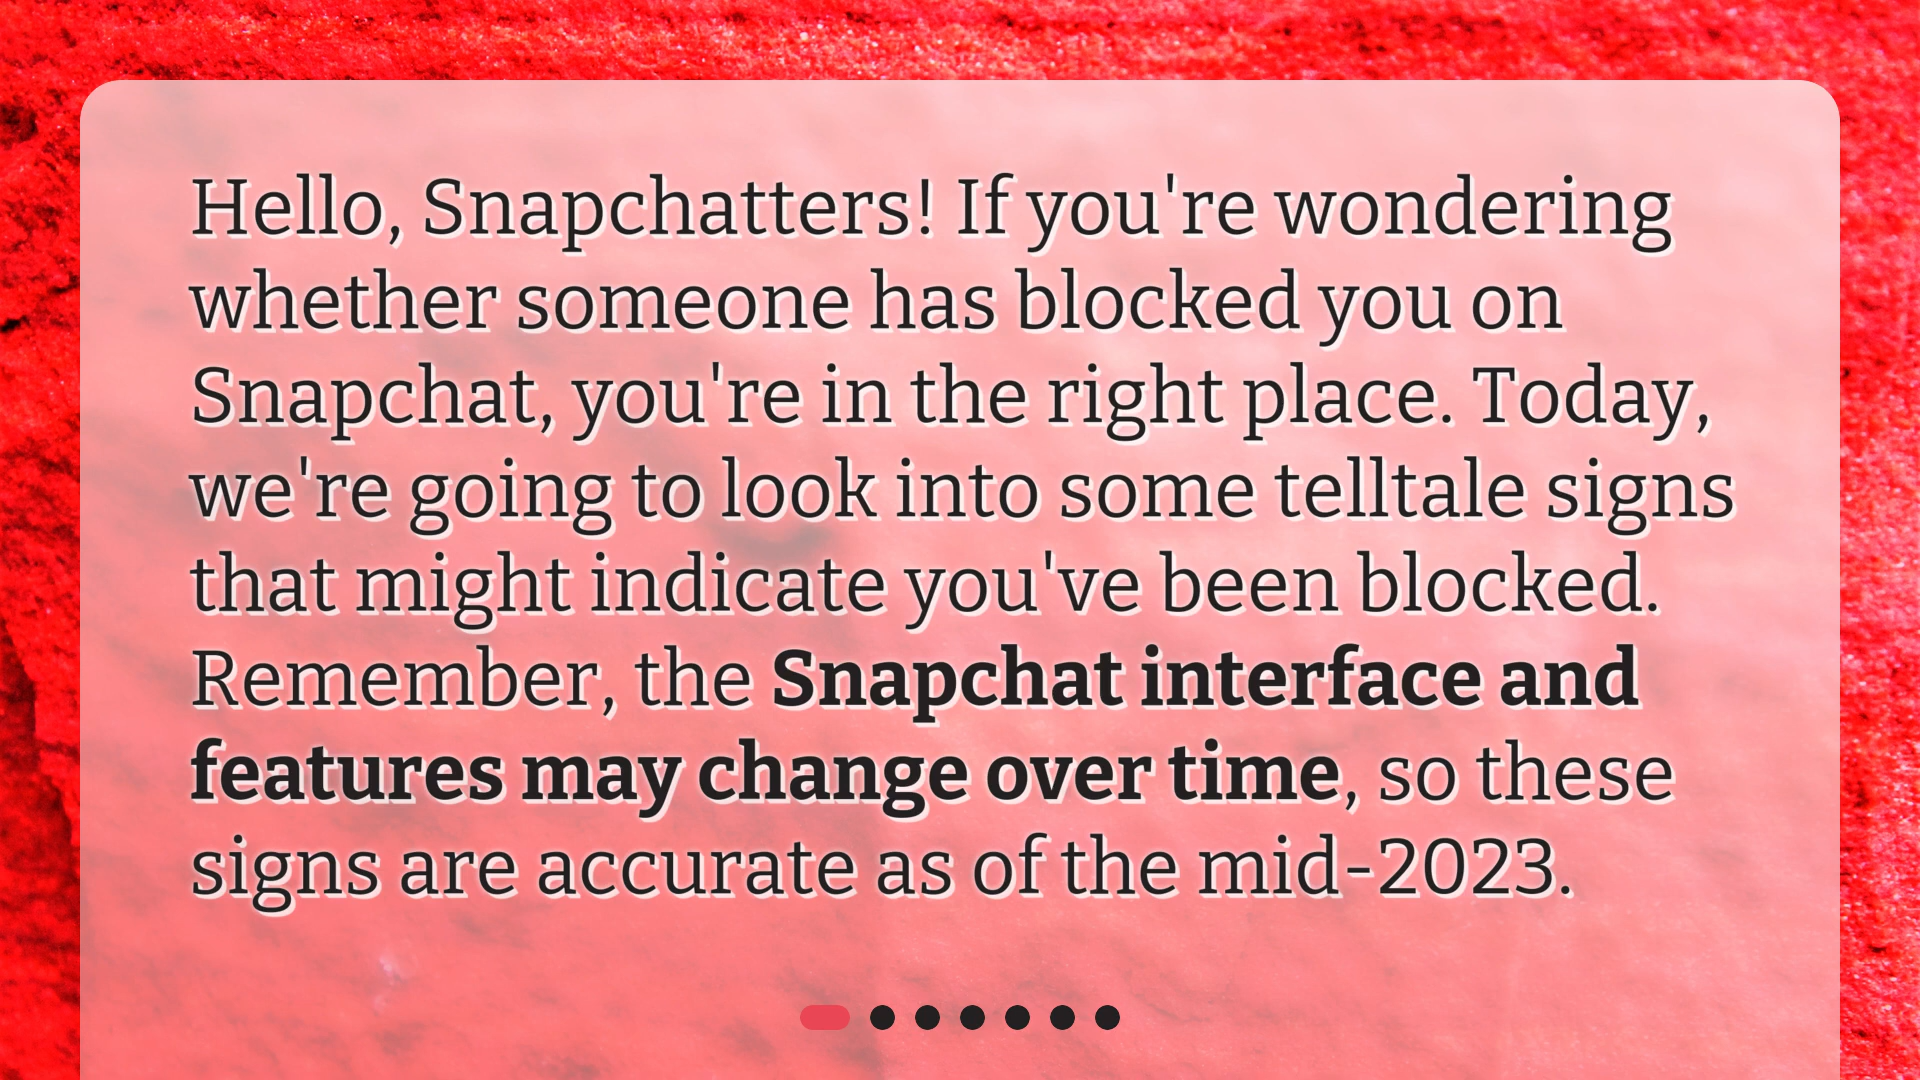 Hello, Snapchatters! If you're wondering
whether someone has blocked you on
Snapchat, you're in the right place. Today,
we're going to look into some telltale signs
that might indicate you've been blocked.
Remember, the Snapchat interface and
features may change over time, so these
signs are accurate as of the mid-2023.